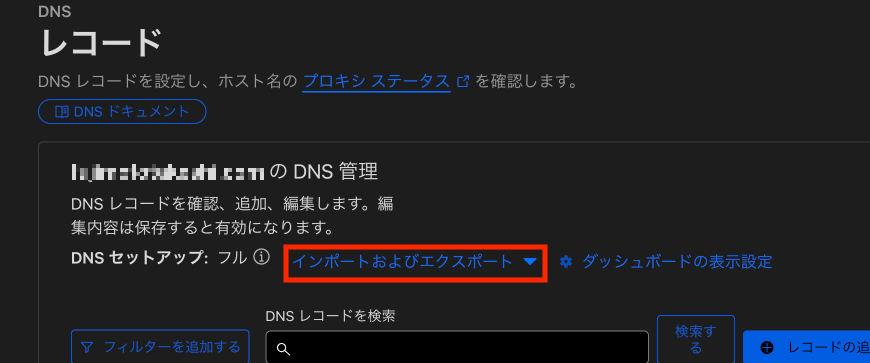 DNS
レコード
DNS レコードを設定し、ホスト名の プロキシ ステータス を確認します。
DNS ドキュメント
の DNS 管理
DNS レコードを確認、追加、編集します。編
集内容は保存すると有効になります。
DNS セットアップ: フル インポートおよびエクスポート ダッシュボードの表示設定
DNS レコードを検索
フィルターを追加する
検索す
る
レコードの追